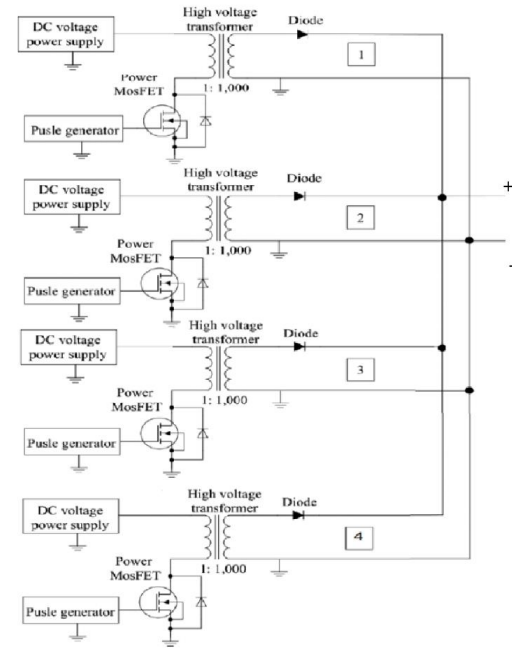 High voltage
transformer
Diode
DC voltage
power supply
1
Power
MosFET
1: 1,000
Pusle generator
High voltage
transformer
Diode
DC voltage
power supply
+
2
Power
MosFET
1: 1,000
-
Pusle generator
High voltage
transformer
Diode
DC voltage
power supply
3
Power
MosFET
1: 1,000
Pusle generator
High voltage
transformer
Diode
DC voltage
power supply
4
Power
MosFET
1: 1,000
Pusle generator